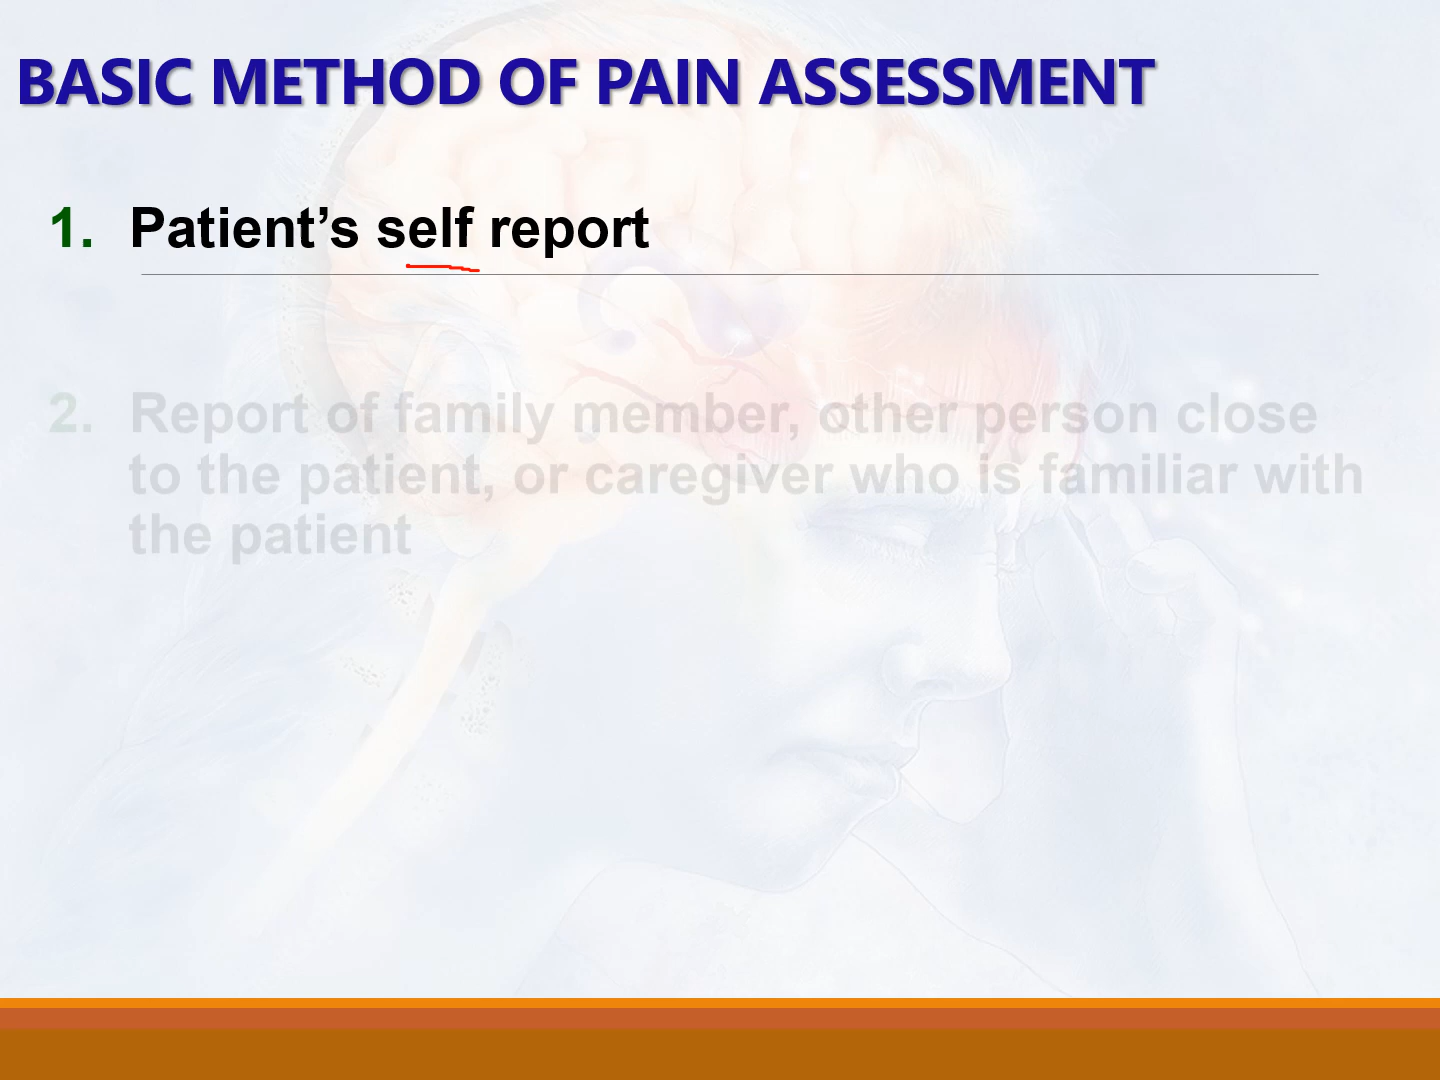 BASIC METHOD OF PAIN ASSESSMENT
1. Patient’s self report
2. Report of family member, other person close
to the patient, or caregiver who is familiar with
the patient